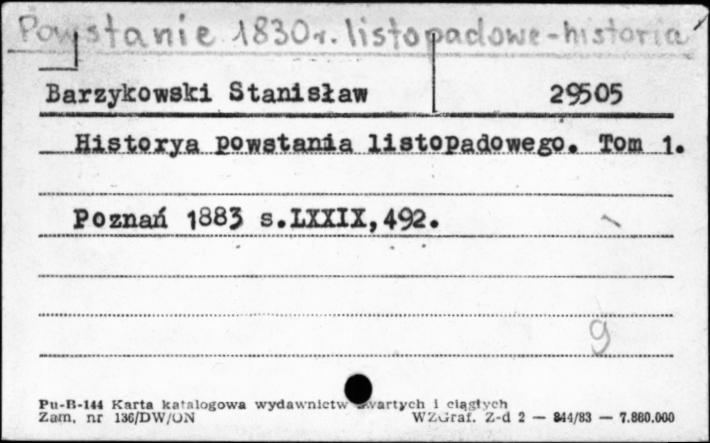 Powstanie 1830r. listopadowe-historia
Barzykowski Stanisław 29505
Historya powstania listopadowego. Tom 1.
Poznań 1883 s.LXXIX,492.
9
Pu-B-144 Karta katalogowa wydawnictw zwartych i ciągłych
Zam. nr 136/DW/ON WZGraf. Z-d 2 — 844/83 — 7.860.000